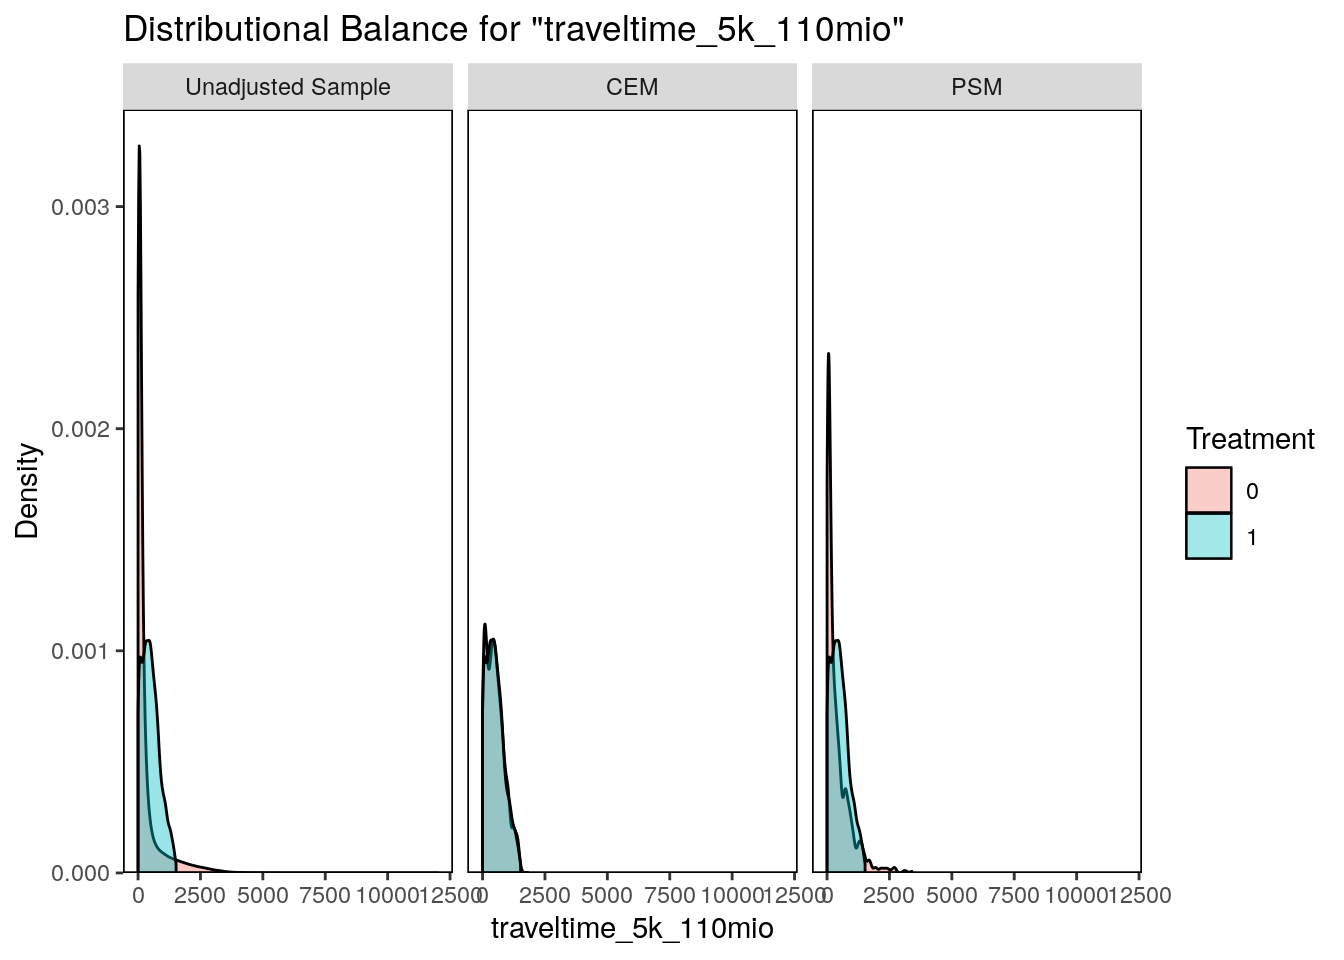 Distributional Balance for "traveltime_5k_110mio"
Unadjusted Sample CEM PSM
0.003
0.002
0.001
0.000
Density
0 2500 5000 7500 10000 12500 0 2500 5000 7500 10000 12500 0 2500 5000 7500 10000 12500
traveltime_5k_110mio
Treatment
0
1